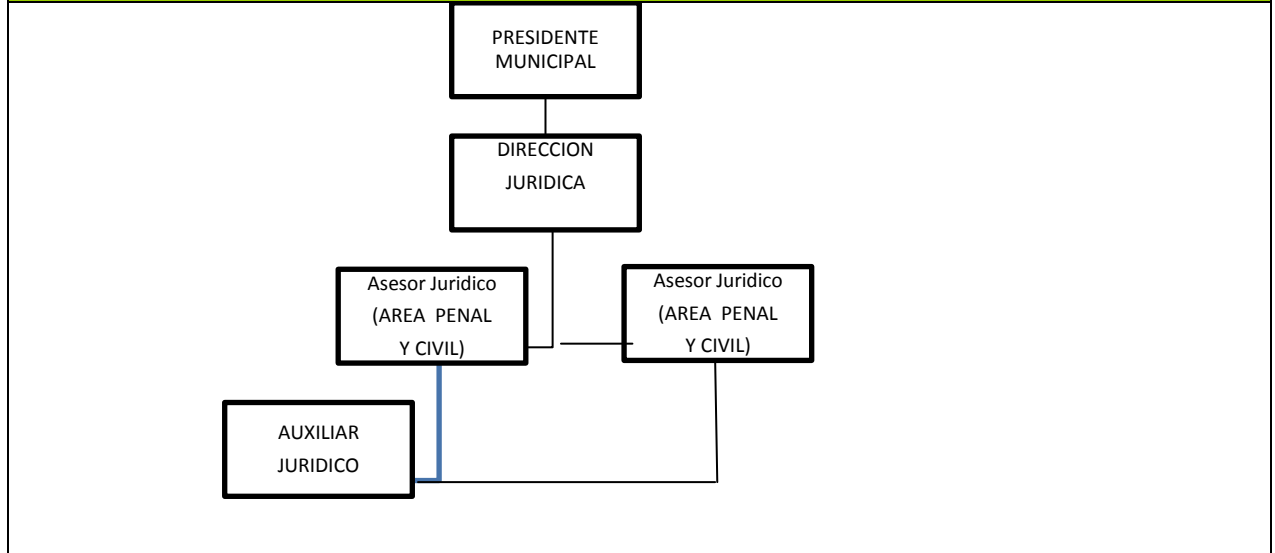 PRESIDENTE
MUNICIPAL
DIRECCION
JURIDICA
Asesor Juridico
(AREA PENAL
Y CIVIL)
Asesor Juridico
(AREA PENAL
Y CIVIL)
AUXILIAR
JURIDICO